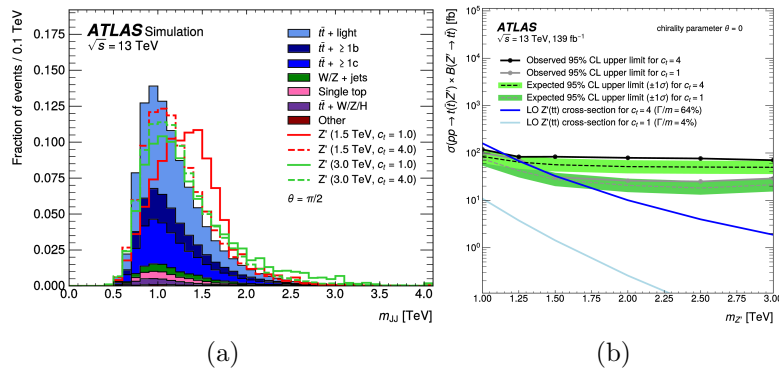 ATLAS Simulation
√s = 13 TeV
Fraction of events / 0.1 TeV
0.175
0.150
0.125
0.100
0.075
0.050
0.025
0.000
0.0 0.5 1.0 1.5 2.0 2.5 3.0 3.5 4.0
m_JJ [TeV]
tt̄ + light
tt̄ + ≥1b
tt̄ + ≥1c
W/Z + jets
Single top
tt̄ + W/Z/H
Other
Z' (1.5 TeV, c_t = 1.0)
Z' (1.5 TeV, c_t = 4.0)
Z' (3.0 TeV, c_t = 1.0)
Z' (3.0 TeV, c_t = 4.0)
θ = π/2
(a)
σ(pp → (tt̄)Z') × B(Z' → tt̄) [fb]
10⁵
10⁴
10³
10²
10¹
10⁰
ATLAS
√s = 13 TeV, 139 fb⁻¹
chirality parameter θ = 0
Observed 95% CL upper limit for c_t = 4
Observed 95% CL upper limit for c_t = 1
Expected 95% CL upper limit (±1σ) for c_t = 4
Expected 95% CL upper limit (±1σ) for c_t = 1
LO Z'(tt) cross-section for c_t = 4 (Γ/m = 64%)
LO Z'(tt) cross-section for c_t = 1 (Γ/m = 4%)
1.00 1.25 1.50 1.75 2.00 2.25 2.50 2.75 3.00
m_Z' [TeV]
(b)